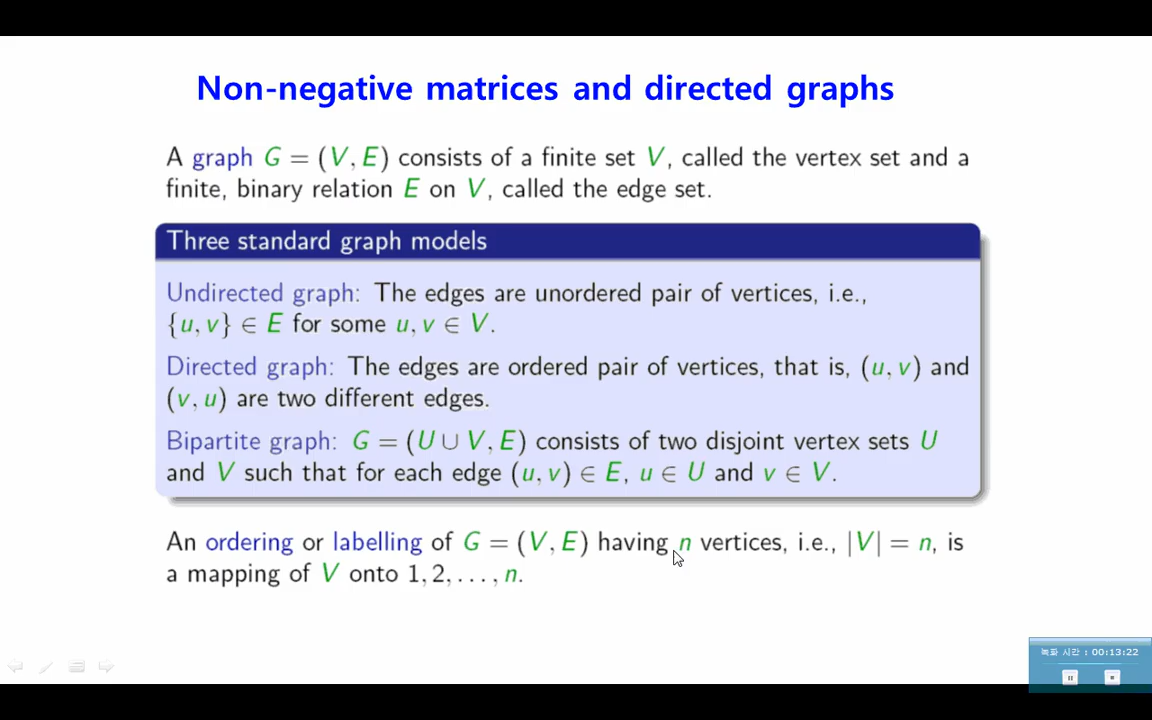 Non-negative matrices and directed graphs
A graph G = (V, E) consists of a finite set V, called the vertex set and a
finite, binary relation E on V, called the edge set.
Three standard graph models
Undirected graph: The edges are unordered pair of vertices, i.e.,
{u, v} ∈ E for some u, v ∈ V.
Directed graph: The edges are ordered pair of vertices, that is, (u, v) and
(v, u) are two different edges.
Bipartite graph: G = (U ∪ V, E) consists of two disjoint vertex sets U
and V such that for each edge (u, v) ∈ E, u ∈ U and v ∈ V.
An ordering or labelling of G = (V, E) having n vertices, i.e., |V| = n, is
a mapping of V onto 1, 2, . . . , n.
녹화 시간 : 00:13:22